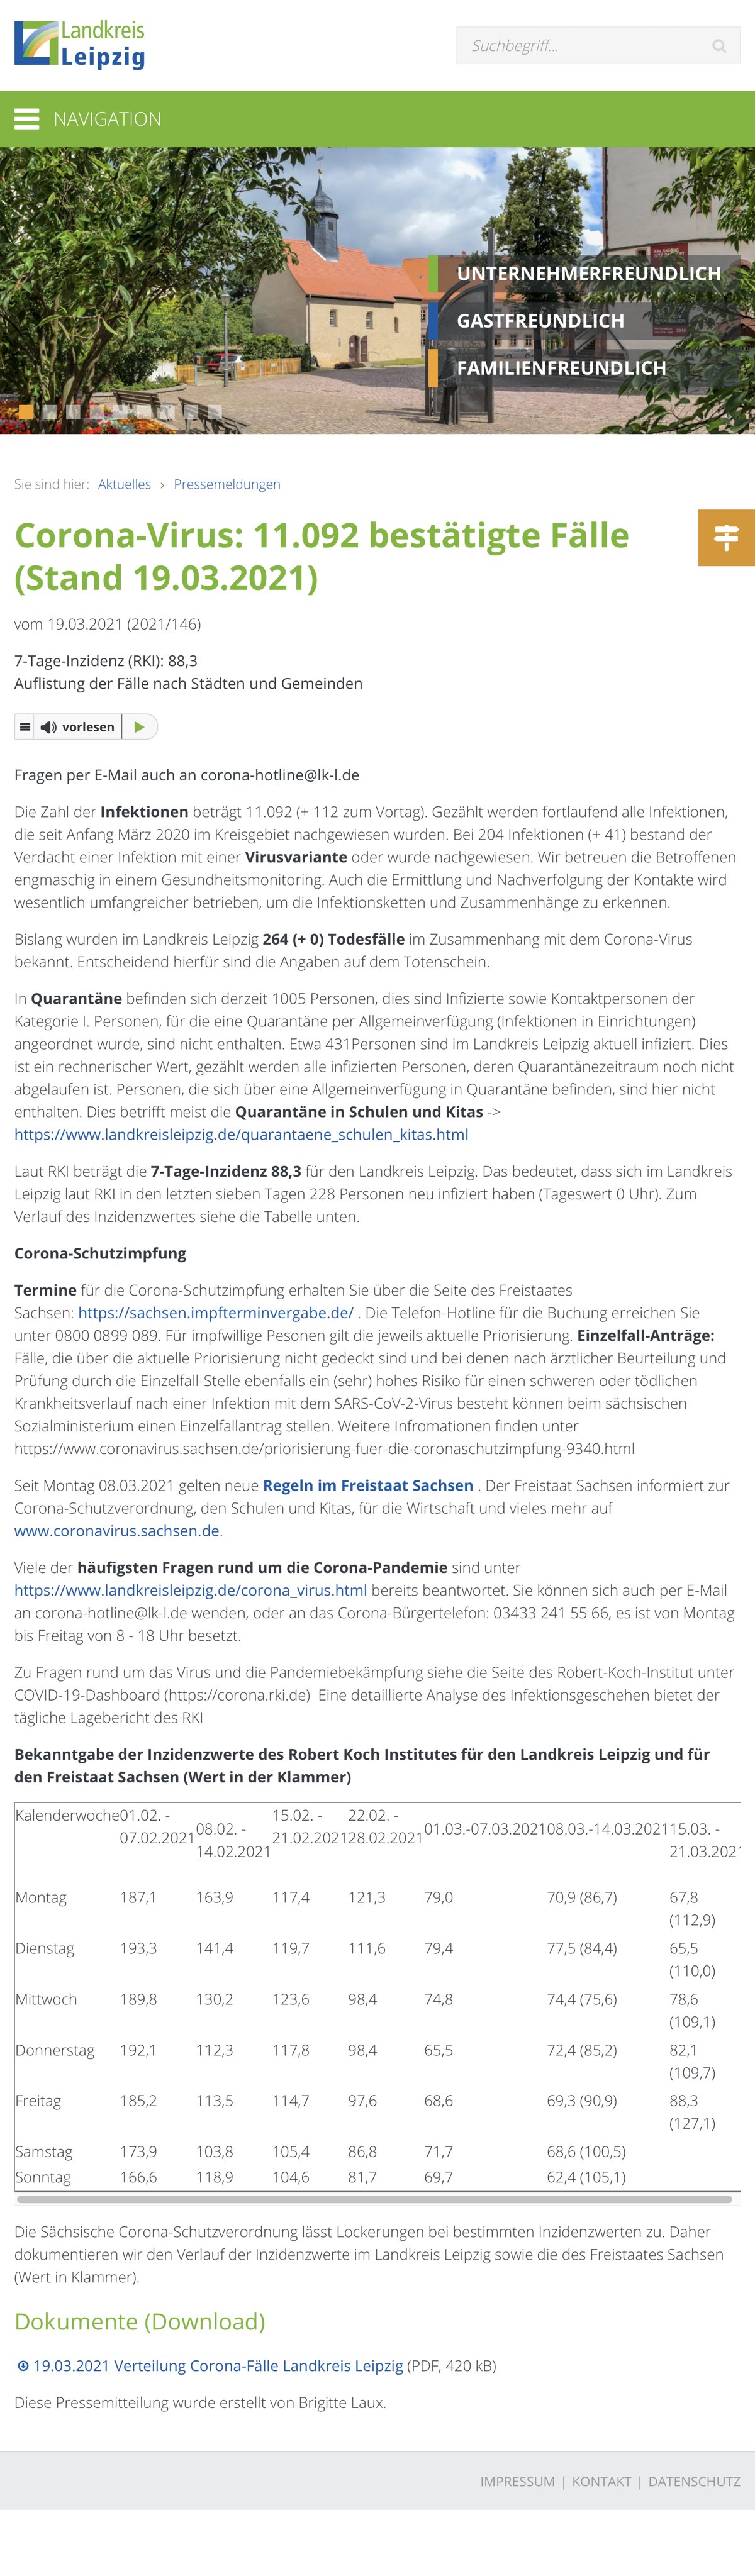 Landkreis
Leipzig
Suchbegriff...
NAVIGATION
UNTERNEHMERFREUNDLICH
GASTFREUNDLICH
FAMILIENFREUNDLICH
Sie sind hier: Aktuelles › Pressemeldungen
Corona-Virus: 11.092 bestätigte Fälle
(Stand 19.03.2021)
vom 19.03.2021 (2021/146)
7-Tage-Inzidenz (RKI): 88,3
Auflistung der Fälle nach Städten und Gemeinden
vorlesen
Fragen per E-Mail auch an corona-hotline@lk-l.de
Die Zahl der Infektionen beträgt 11.092 (+ 112 zum Vortag). Gezählt werden fortlaufend alle Infektionen,
die seit Anfang März 2020 im Kreisgebiet nachgewiesen wurden. Bei 204 Infektionen (+ 41) bestand der
Verdacht einer Infektion mit einer Virusvariante oder wurde nachgewiesen. Wir betreuen die Betroffenen
engmaschig in einem Gesundheitsmonitoring. Auch die Ermittlung und Nachverfolgung der Kontakte wird
wesentlich umfangreicher betrieben, um die Infektionsketten und Zusammenhänge zu erkennen.
Bislang wurden im Landkreis Leipzig 264 (+ 0) Todesfälle im Zusammenhang mit dem Corona-Virus
bekannt. Entscheidend hierfür sind die Angaben auf dem Totenschein.
In Quarantäne befinden sich derzeit 1005 Personen, dies sind Infizierte sowie Kontaktpersonen der
Kategorie I. Personen, für die eine Quarantäne per Allgemeinverfügung (Infektionen in Einrichtungen)
angeordnet wurde, sind nicht enthalten. Etwa 431Personen sind im Landkreis Leipzig aktuell infiziert. Dies
ist ein rechnerischer Wert, gezählt werden alle infizierten Personen, deren Quarantänezeitraum noch nicht
abgelaufen ist. Personen, die sich über eine Allgemeinverfügung in Quarantäne befinden, sind hier nicht
enthalten. Dies betrifft meist die Quarantäne in Schulen und Kitas ->
https://www.landkreisleipzig.de/quarantaene_schulen_kitas.html
Laut RKI beträgt die 7-Tage-Inzidenz 88,3 für den Landkreis Leipzig. Das bedeutet, dass sich im Landkreis
Leipzig laut RKI in den letzten sieben Tagen 228 Personen neu infiziert haben (Tageswert 0 Uhr). Zum
Verlauf des Inzidenzwertes siehe die Tabelle unten.
Corona-Schutzimpfung
Termine für die Corona-Schutzimpfung erhalten Sie über die Seite des Freistaates
Sachsen: https://sachsen.impfterminvergabe.de/ . Die Telefon-Hotline für die Buchung erreichen Sie
unter 0800 0899 089. Für impfwillige Pesonen gilt die jeweils aktuelle Priorisierung. Einzelfall-Anträge:
Fälle, die über die aktuelle Priorisierung nicht gedeckt sind und bei denen nach ärztlicher Beurteilung und
Prüfung durch die Einzelfall-Stelle ebenfalls ein (sehr) hohes Risiko für einen schweren oder tödlichen
Krankheitsverlauf nach einer Infektion mit dem SARS-CoV-2-Virus besteht können beim sächsischen
Sozialministerium einen Einzelfallantrag stellen. Weitere Infromationen finden unter
https://www.coronavirus.sachsen.de/priorisierung-fuer-die-coronaschutzimpfung-9340.html
Seit Montag 08.03.2021 gelten neue Regeln im Freistaat Sachsen . Der Freistaat Sachsen informiert zur
Corona-Schutzverordnung, den Schulen und Kitas, für die Wirtschaft und vieles mehr auf
www.coronavirus.sachsen.de.
Viele der häufigsten Fragen rund um die Corona-Pandemie sind unter
https://www.landkreisleipzig.de/corona_virus.html bereits beantwortet. Sie können sich auch per E-Mail
an corona-hotline@lk-l.de wenden, oder an das Corona-Bürgertelefon: 03433 241 55 66, es ist von Montag
bis Freitag von 8 - 18 Uhr besetzt.
Zu Fragen rund um das Virus und die Pandemiebekämpfung siehe die Seite des Robert-Koch-Institut unter
COVID-19-Dashboard (https://corona.rki.de) Eine detaillierte Analyse des Infektionsgeschehen bietet der
tägliche Lagebericht des RKI
Bekanntgabe der Inzidenzwerte des Robert Koch Institutes für den Landkreis Leipzig und für
den Freistaat Sachsen (Wert in der Klammer)
Kalenderwoche 01.02. - 07.02.2021 08.02. - 14.02.2021 15.02. - 21.02.2021 22.02. - 28.02.2021 01.03.-07.03.2021 08.03.-14.03.2021 15.03. - 21.03.2021
Montag 187,1 163,9 117,4 121,3 79,0 70,9 (86,7) 67,8 (112,9)
Dienstag 193,3 141,4 119,7 111,6 79,4 77,5 (84,4) 65,5 (110,0)
Mittwoch 189,8 130,2 123,6 98,4 74,8 74,4 (75,6) 78,6 (109,1)
Donnerstag 192,1 112,3 117,8 98,4 65,5 72,4 (85,2) 82,1 (109,7)
Freitag 185,2 113,5 114,7 97,6 68,6 69,3 (90,9) 88,3 (127,1)
Samstag 173,9 103,8 105,4 86,8 71,7 68,6 (100,5)
Sonntag 166,6 118,9 104,6 81,7 69,7 62,4 (105,1)
Die Sächsische Corona-Schutzverordnung lässt Lockerungen bei bestimmten Inzidenzwerten zu. Daher
dokumentieren wir den Verlauf der Inzidenzwerte im Landkreis Leipzig sowie die des Freistaates Sachsen
(Wert in Klammer).
Dokumente (Download)
19.03.2021 Verteilung Corona-Fälle Landkreis Leipzig (PDF, 420 kB)
Diese Pressemitteilung wurde erstellt von Brigitte Laux.
IMPRESSUM | KONTAKT | DATENSCHUTZ